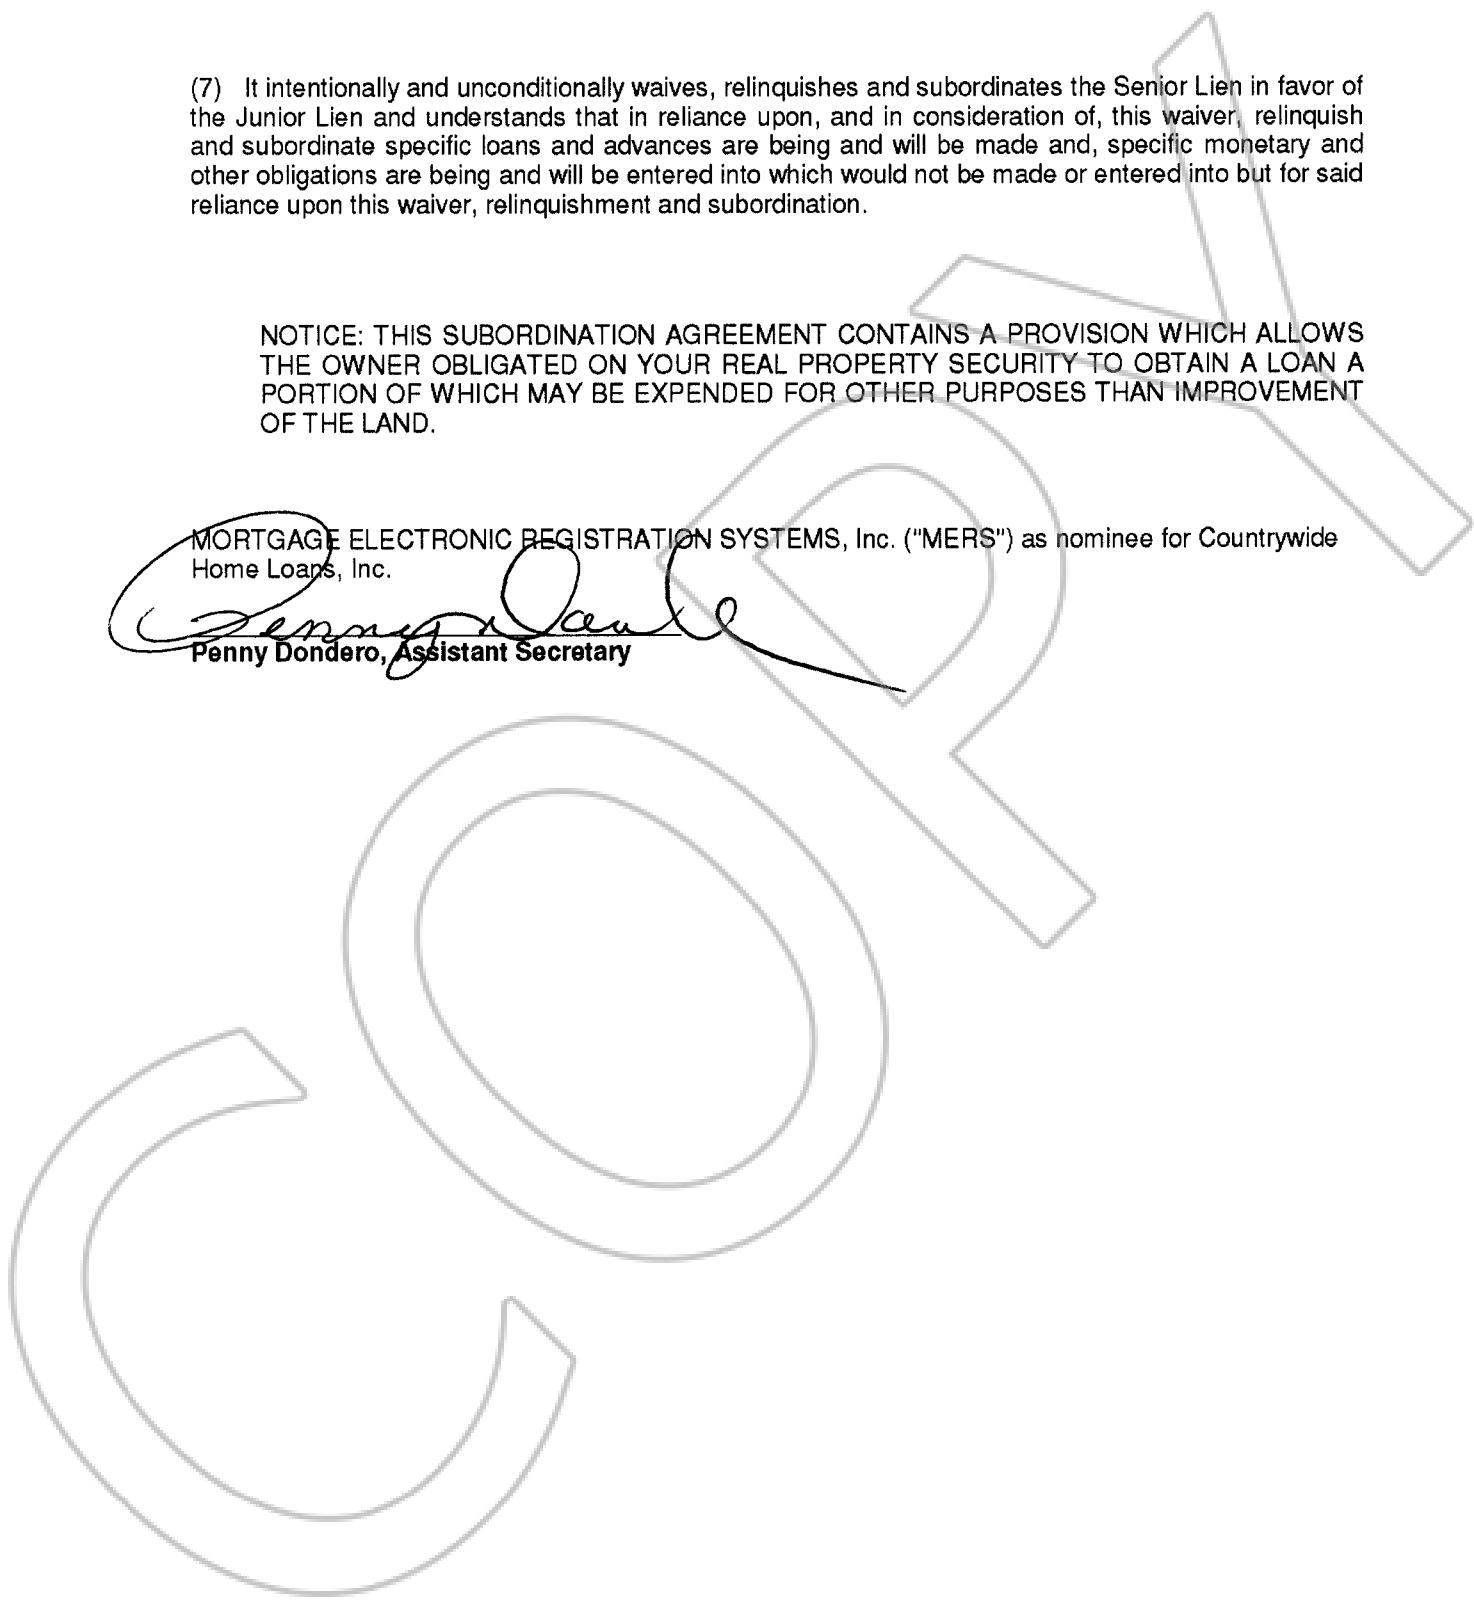 (7) It intentionally and unconditionally waives, relinquishes and subordinates the Senior Lien in favor of
the Junior Lien and understands that in reliance upon, and in consideration of, this waiver, relinquish
and subordinate specific loans and advances are being and will be made and, specific monetary and
other obligations are being and will be entered into which would not be made or entered into but for said
reliance upon this waiver, relinquishment and subordination.
NOTICE: THIS SUBORDINATION AGREEMENT CONTAINS A PROVISION WHICH ALLOWS
THE OWNER OBLIGATED ON YOUR REAL PROPERTY SECURITY TO OBTAIN A LOAN A
PORTION OF WHICH MAY BE EXPENDED FOR OTHER PURPOSES THAN IMPROVEMENT
OF THE LAND.
MORTGAGE ELECTRONIC REGISTRATION SYSTEMS, Inc. ("MERS") as nominee for Countrywide
Home Loans, Inc.
Penny
Penny Dondero, Assistant Secretary
COPY